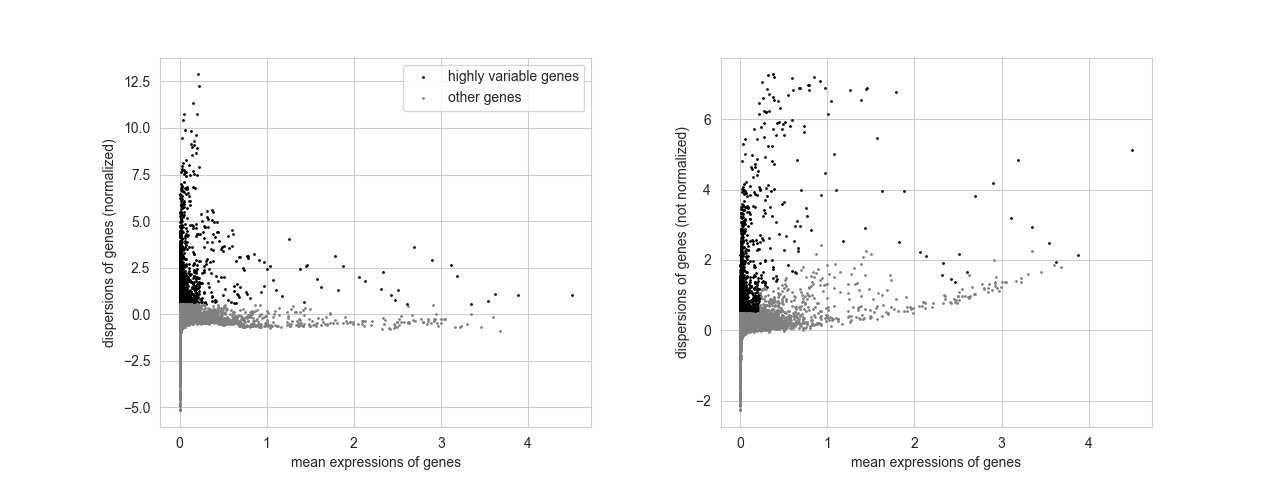 highly variable genes
other genes
12.5
10.0
7.5
5.0
2.5
0.0
−2.5
−5.0
dispersions of genes (normalized)
0 1 2 3 4
mean expressions of genes
6
4
2
0
−2
dispersions of genes (not normalized)
0 1 2 3 4
mean expressions of genes